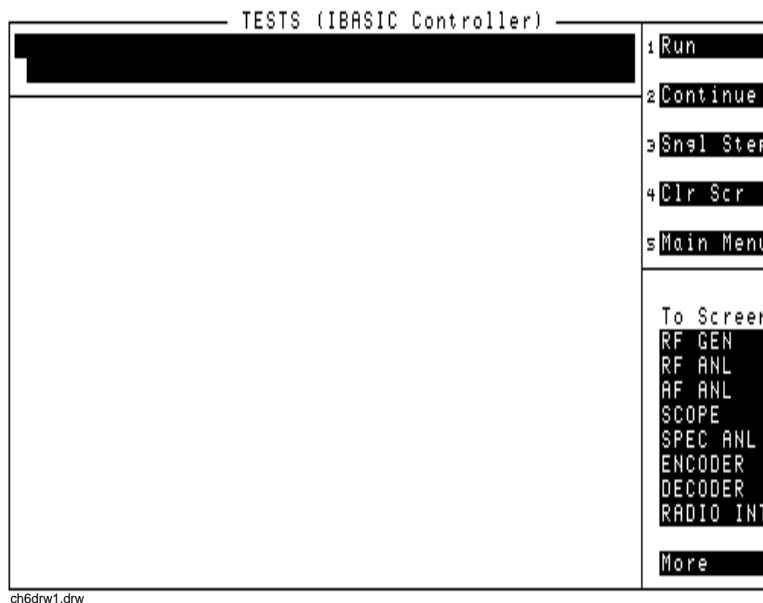 TESTS (IBASIC Controller)
1 Run
2 Continue
3 Sngl Step
4 Clr Scr
5 Main Menu
To Screen
RF GEN
RF ANL
AF ANL
SCOPE
SPEC ANL
ENCODER
DECODER
RADIO INT
More
ch6drw1.drw